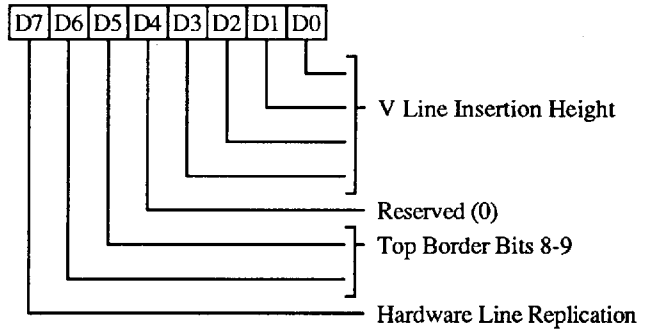 D7 D6 D5 D4 D3 D2 D1 D0
V Line Insertion Height
Reserved (0)
Top Border Bits 8-9
Hardware Line Replication